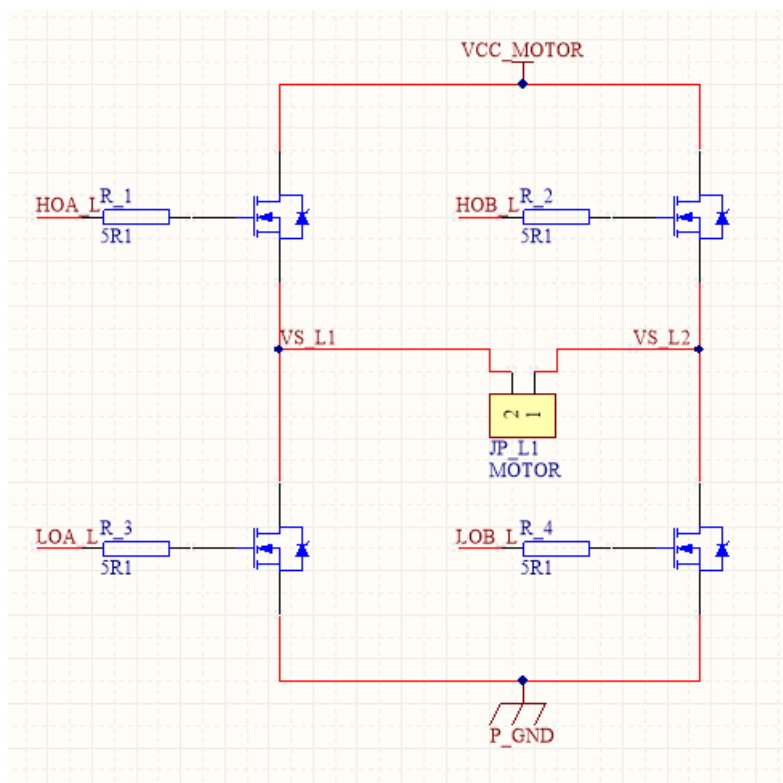 VCC_MOTOR
HOA_L
R_1
5R1
HOB_L
R_2
5R1
VS_L1
VS_L2
2 1
JP_L1
MOTOR
LOA_L
R_3
5R1
LOB_L
R_4
5R1
P_GND